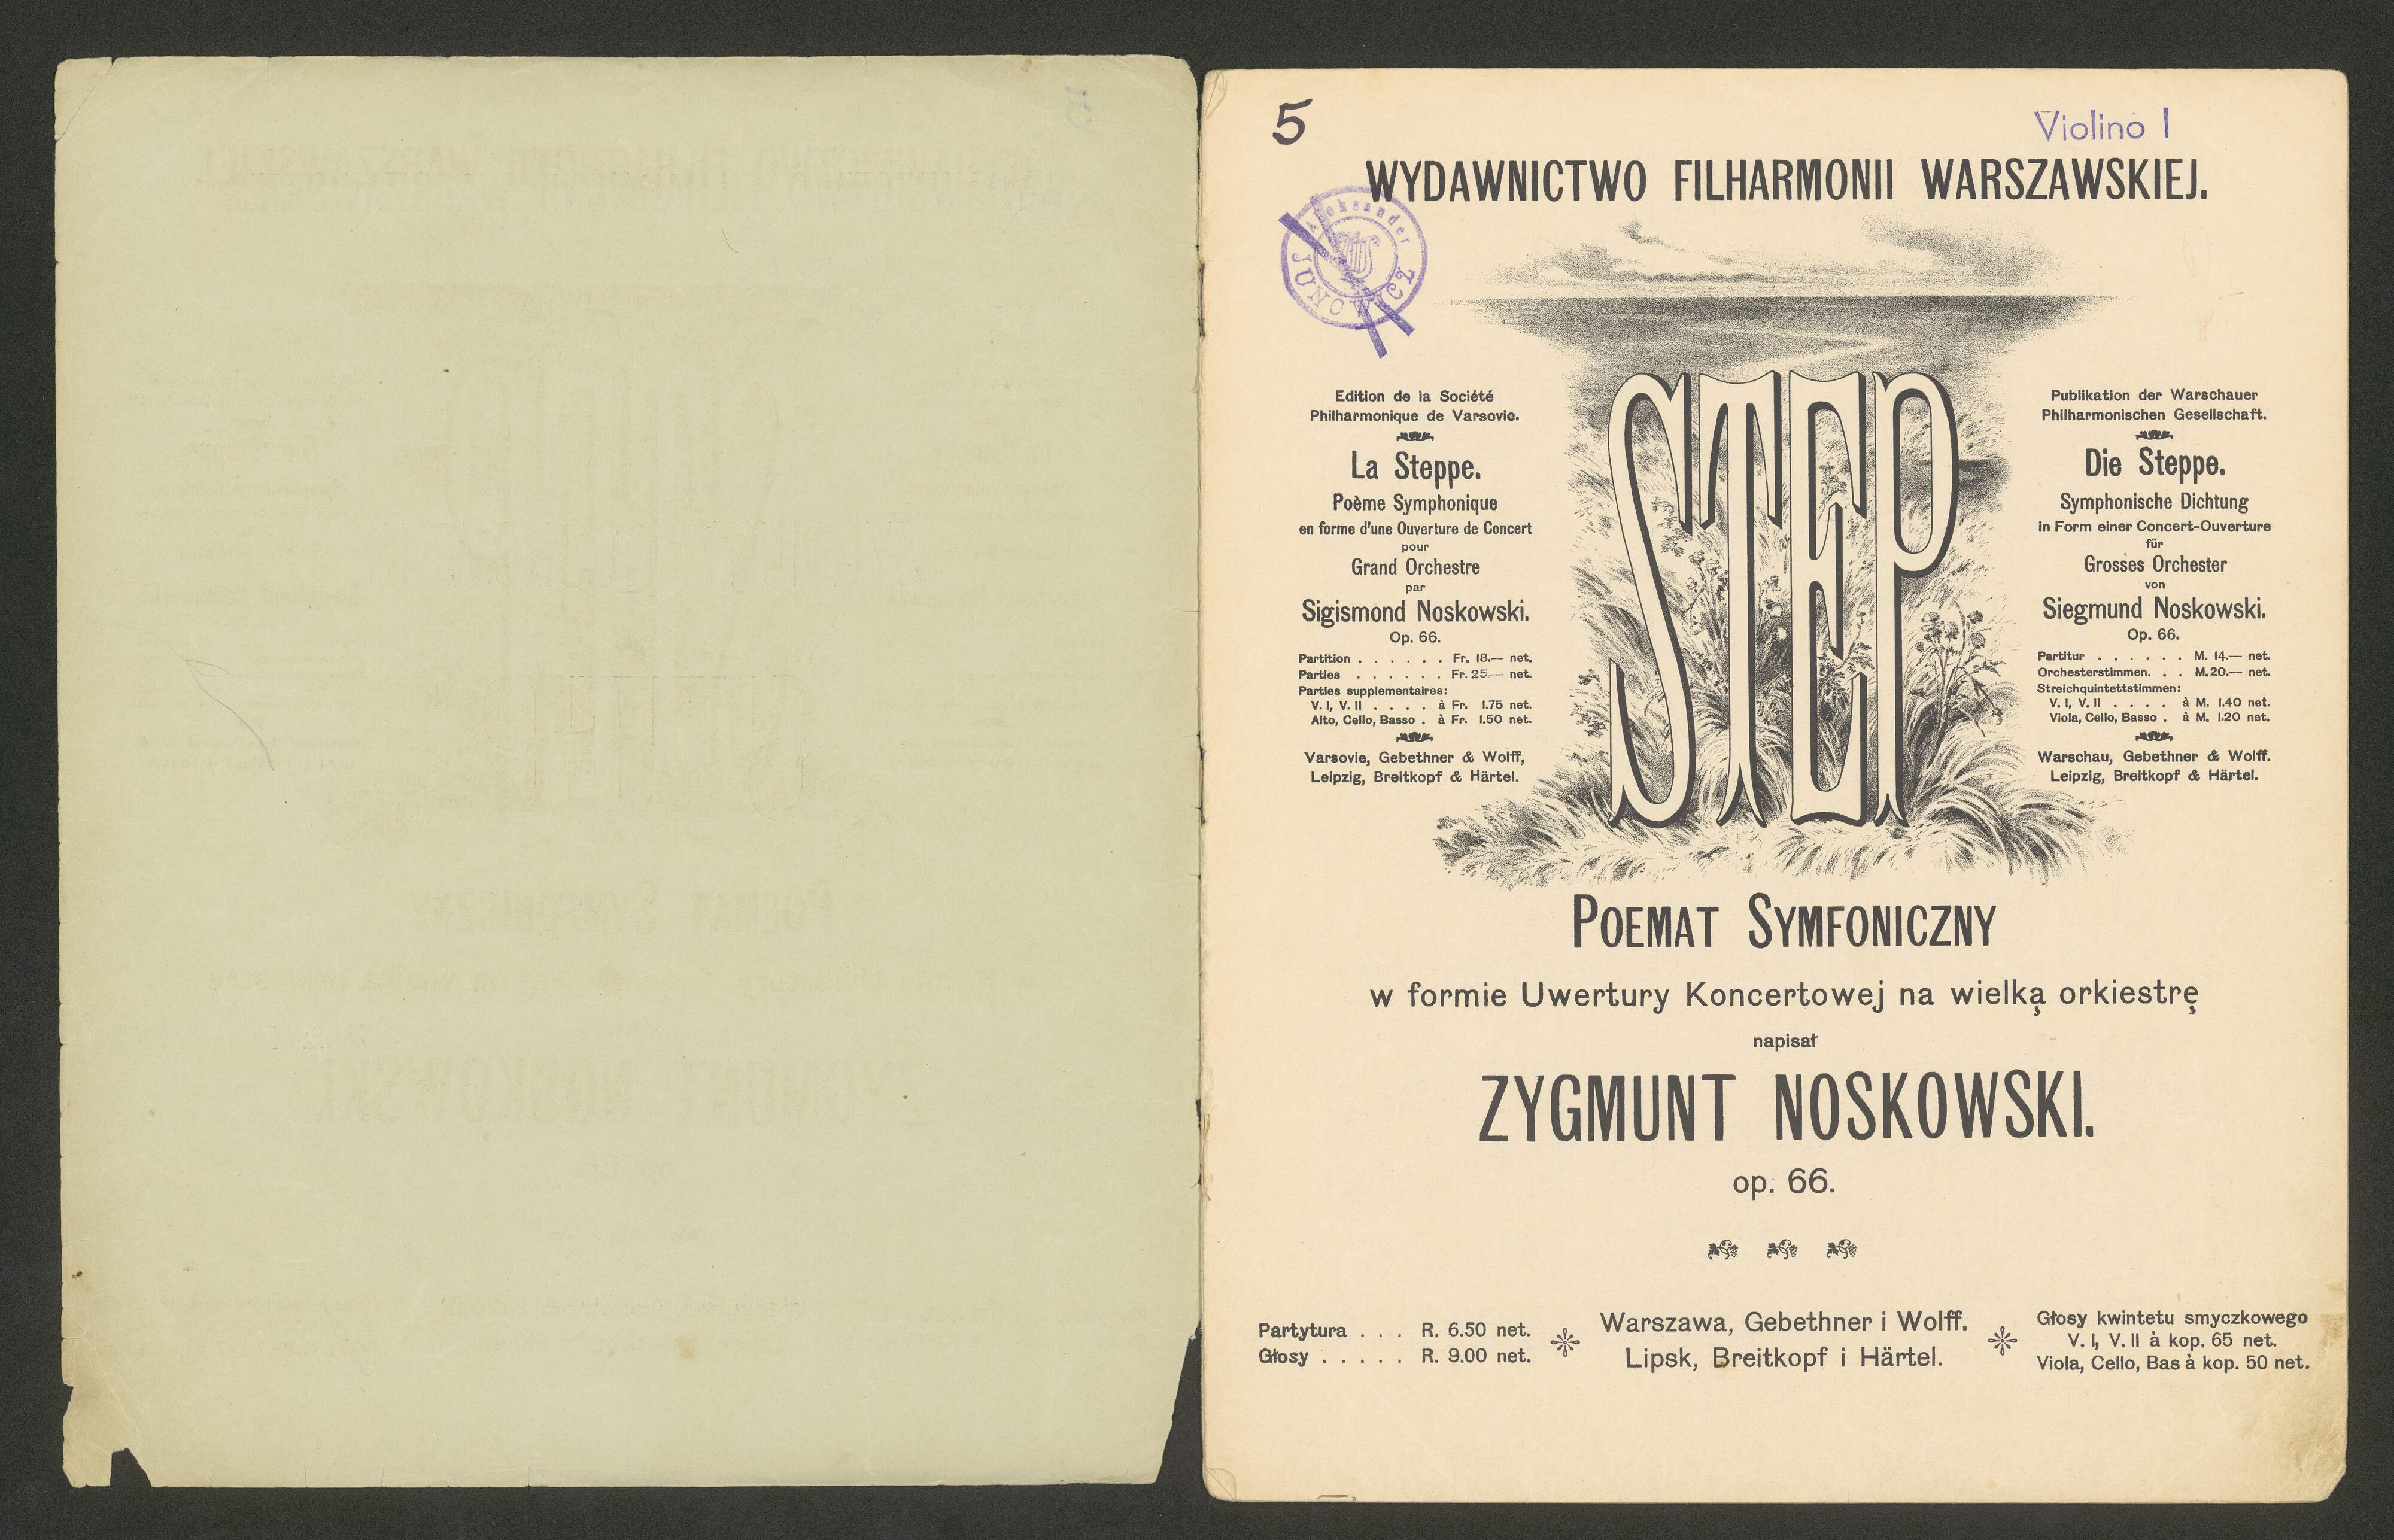 5
Violino I
WYDAWNICTWO FILHARMONII WARSZAWSKIEJ.
Aleksander
JUNOWICZ
Edition de la Société
Philharmonique de Varsovie.
La Steppe.
Poème Symphonique
en forme d'une Ouverture de Concert
pour
Grand Orchestre
par
Sigismond Noskowski.
Op. 66.
Partition . . . . . . Fr. 18.— net.
Parties . . . . . . Fr. 25.— net.
Parties supplementaires:
V. I, V. II . . . . à Fr. 1.75 net.
Alto, Cello, Basso . à Fr. 1.50 net.
Varsovie, Gebethner & Wolff,
Leipzig, Breitkopf & Härtel.
STEP
Publikation der Warschauer
Philharmonischen Gesellschaft.
Die Steppe.
Symphonische Dichtung
in Form einer Concert-Ouverture
für
Grosses Orchester
von
Siegmund Noskowski.
Op. 66.
Partitur . . . . . . M. 14.— net.
Orchesterstimmen. . . M. 20.— net.
Streichquintettstimmen:
V. I, V. II . . . . à M. 1.40 net.
Viola, Cello, Basso . à M. 1.20 net.
Warschau, Gebethner & Wolff.
Leipzig, Breitkopf & Härtel.
POEMAT SYMFONICZNY
w formie Uwertury Koncertowej na wielką orkiestrę
napisał
ZYGMUNT NOSKOWSKI.
op. 66.
Partytura . . . R. 6.50 net.
Głosy . . . . . R. 9.00 net.
Warszawa, Gebethner i Wolff.
Lipsk, Breitkopf i Härtel.
Głosy kwintetu smyczkowego
V. I, V. II à kop. 65 net.
Viola, Cello, Bas à kop. 50 net.